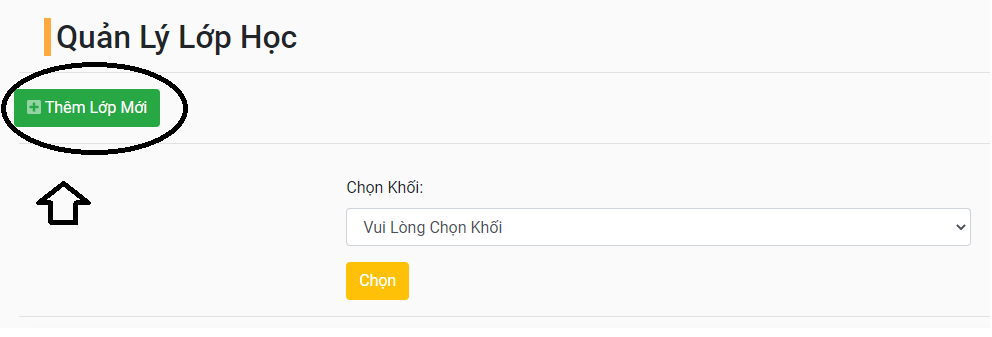 Quản Lý Lớp Học
Thêm Lớp Mới
Chọn Khối:
Vui Lòng Chọn Khối
Chọn